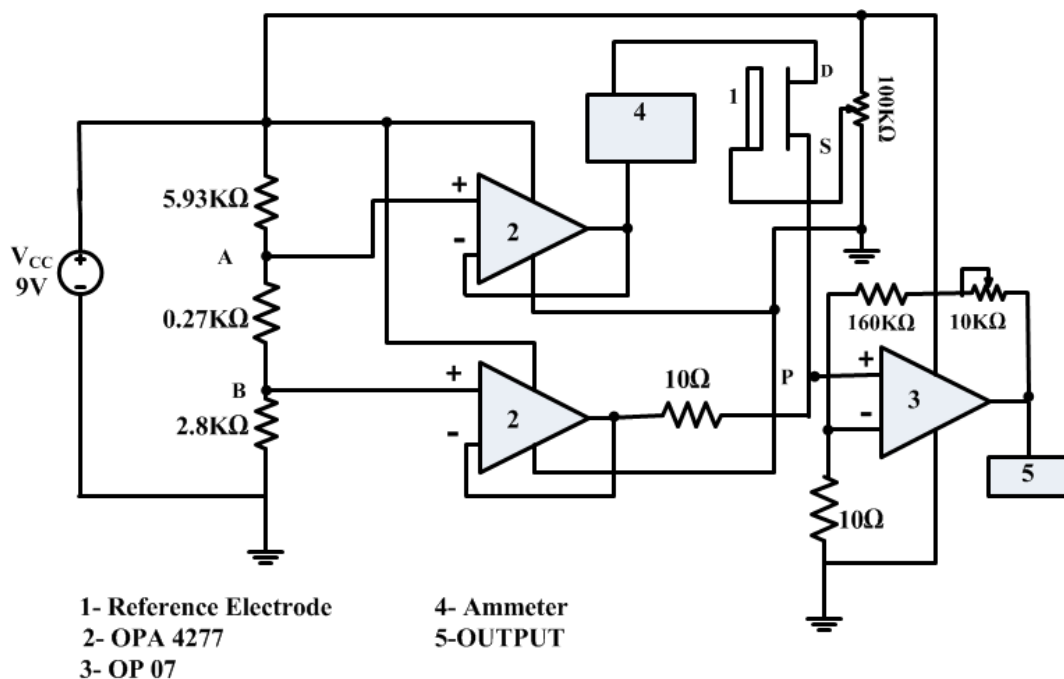 D
1
4
S
100KΩ
5.93KΩ
+
-
2
A
VCC
9V
+
-
0.27KΩ
160KΩ
10KΩ
B
+
-
2
10Ω
P
+
-
3
2.8KΩ
5
10Ω
1- Reference Electrode
2- OPA 4277
3- OP 07
4- Ammeter
5-OUTPUT